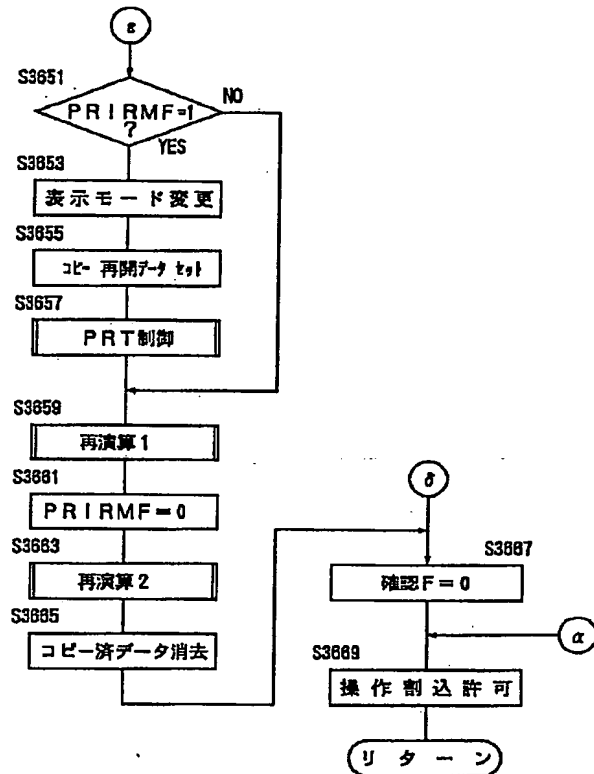 ε
S3651
PRIRMF=1
?
NO
YES
S3653
表示モード変更
S3655
コピー 再開データ セット
S3657
PRT制御
S3659
再演算1
S3661
PRIRMF=0
S3663
再演算2
S3665
コピー済データ消去
δ
S3667
確認F=0
α
S3669
操作割込許可
リターン